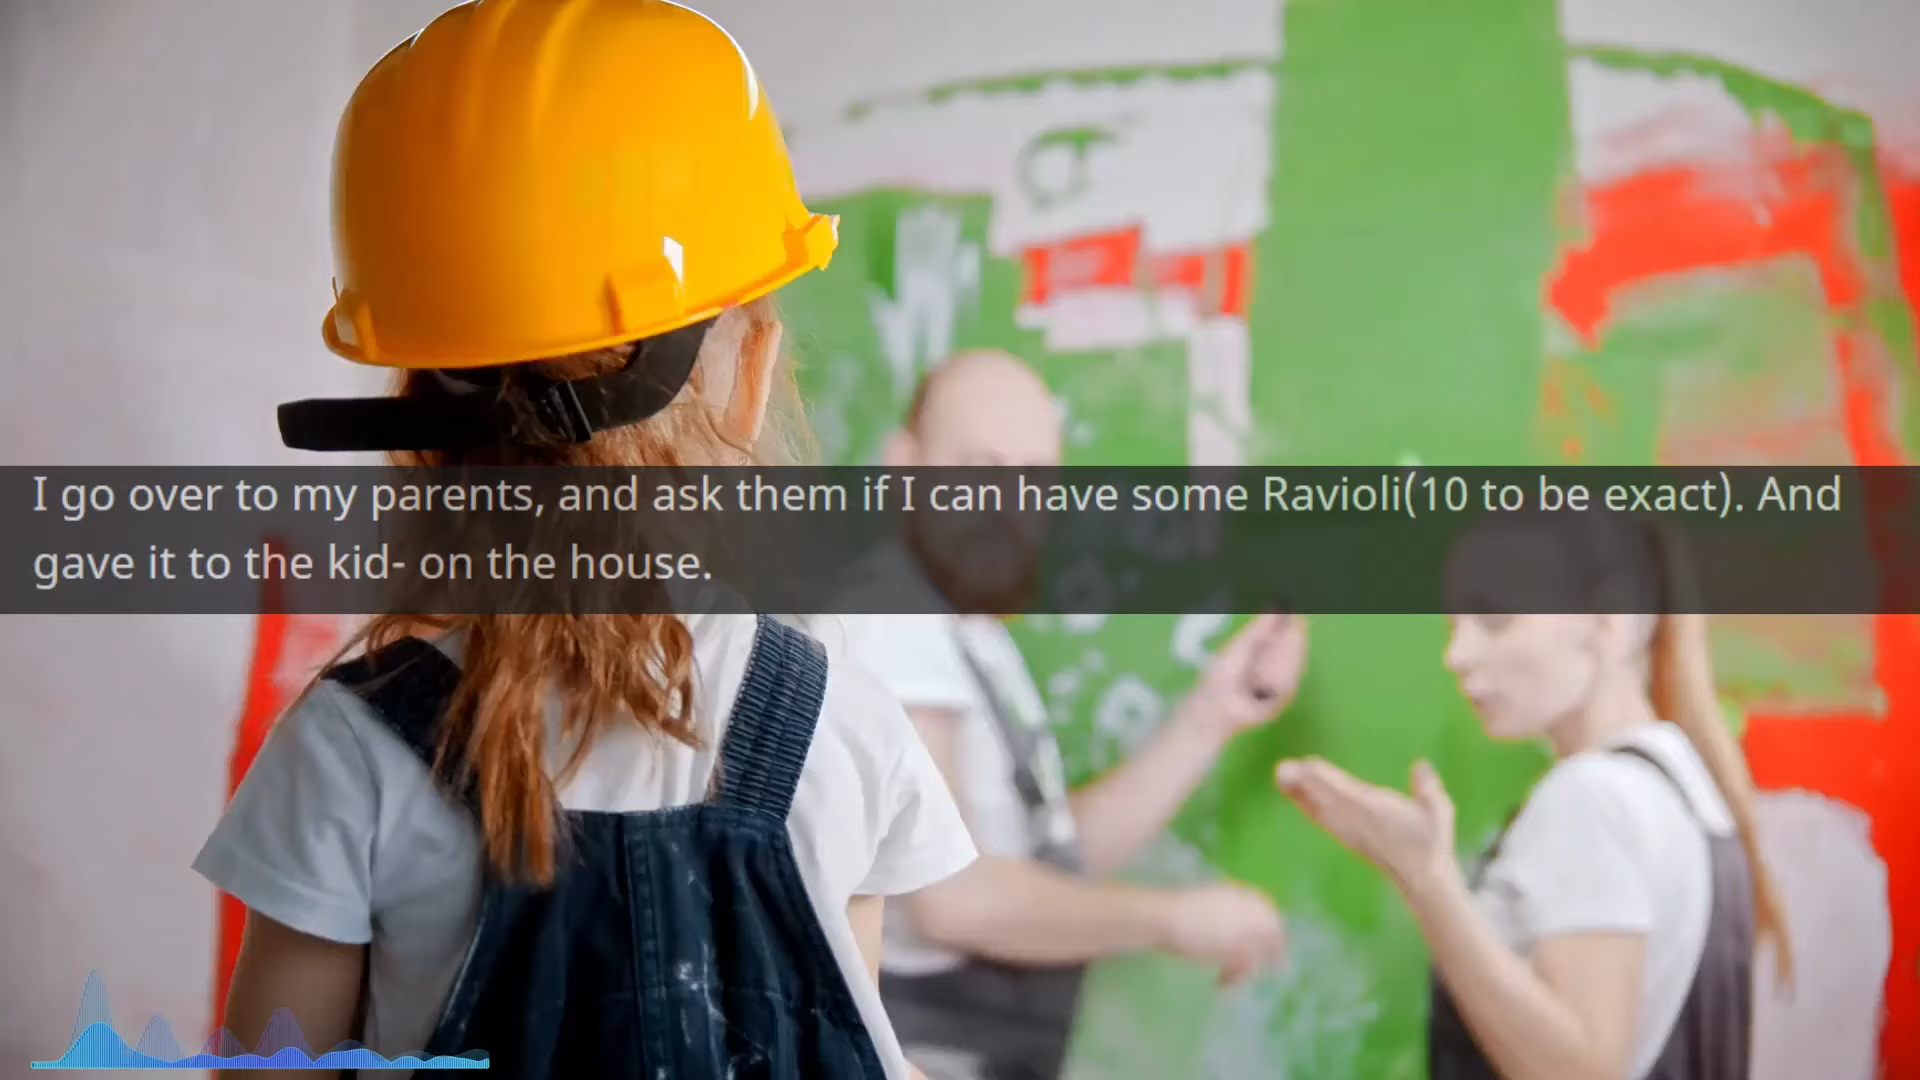 I go over to my parents, and ask them if I can have some Ravioli(10 to be exact). And
gave it to the kid- on the house.